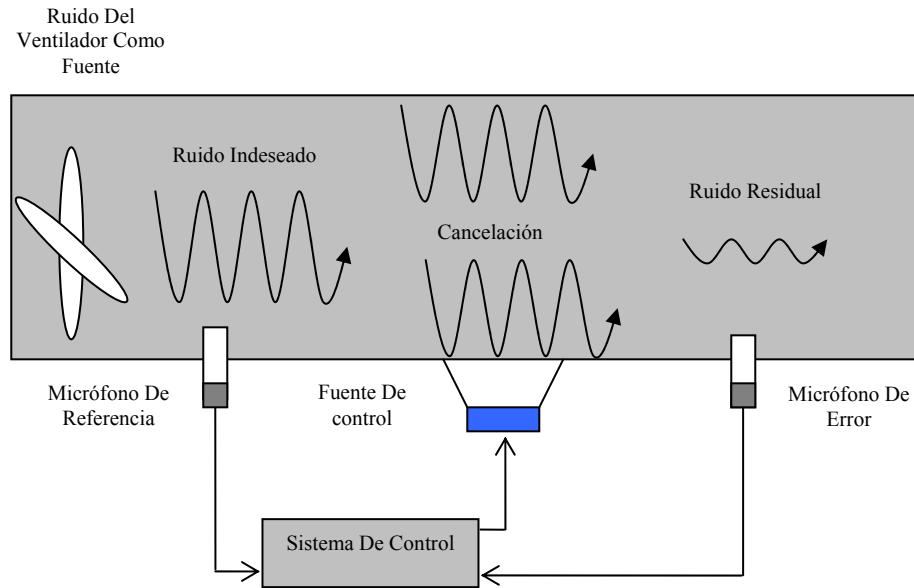 Ruido Del
Ventilador Como
Fuente
Ruido Indeseado
Ruido Residual
Cancelación
Micrófono De
Referencia
Fuente De
control
Micrófono De
Error
Sistema De Control